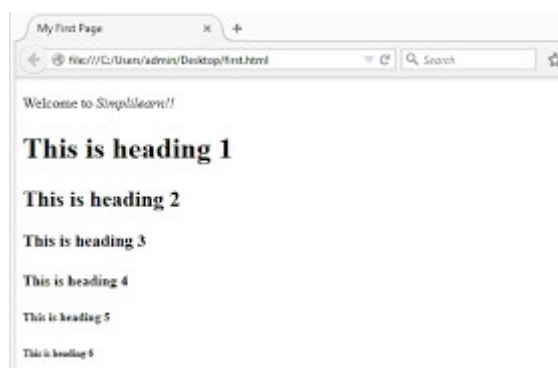 My First Page
file:///C:/Users/admin/Desktop/first.html
Search
Welcome to Simplilearn!!
This is heading 1
This is heading 2
This is heading 3
This is heading 4
This is heading 5
This is heading 6